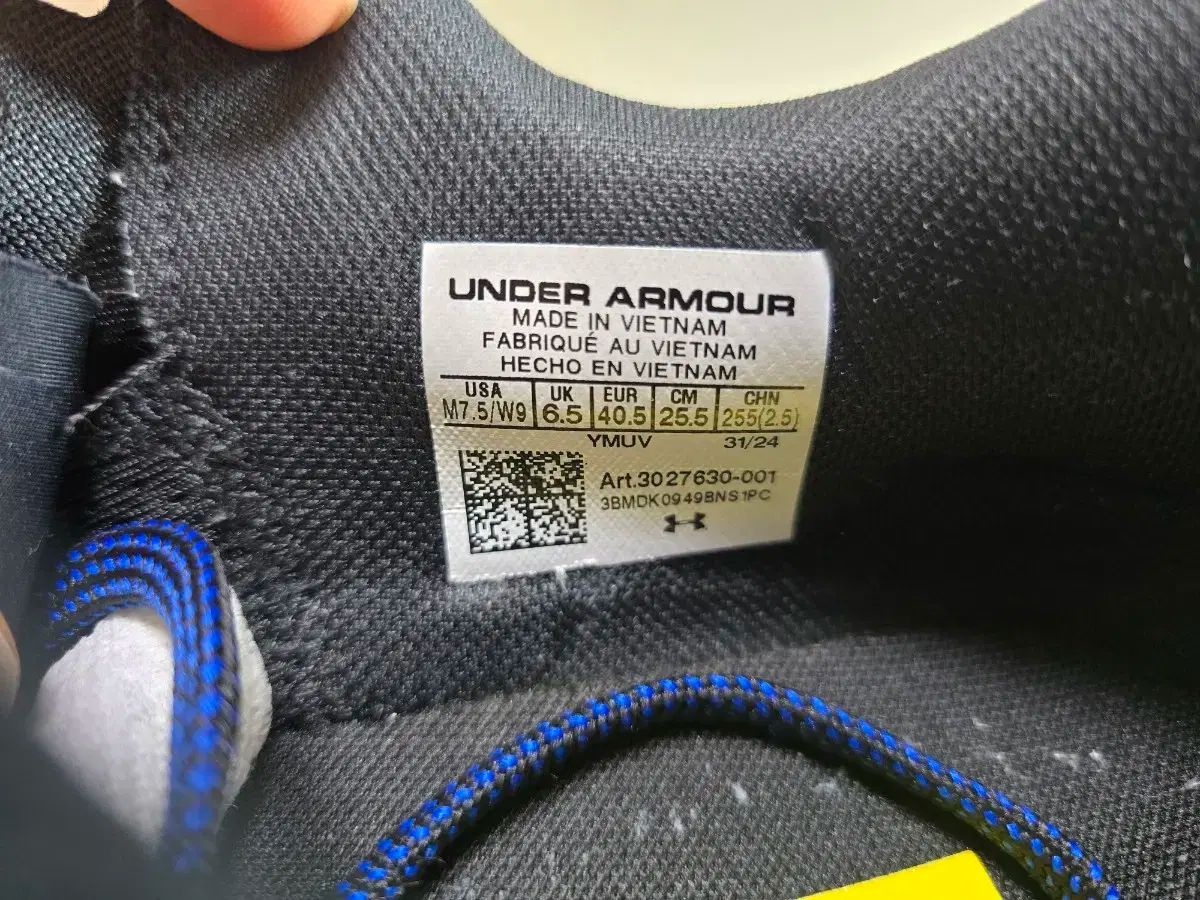 UNDER ARMOUR
MADE IN VIETNAM
FABRIQUÉ AU VIETNAM
HECHO EN VIETNAM
USA UK EUR CM CHN
M7.5/W9 6.5 40.5 25.5 255(2.5)
YMUV 31/24
Art.3027630-001
3BMDK0949BNS1PC